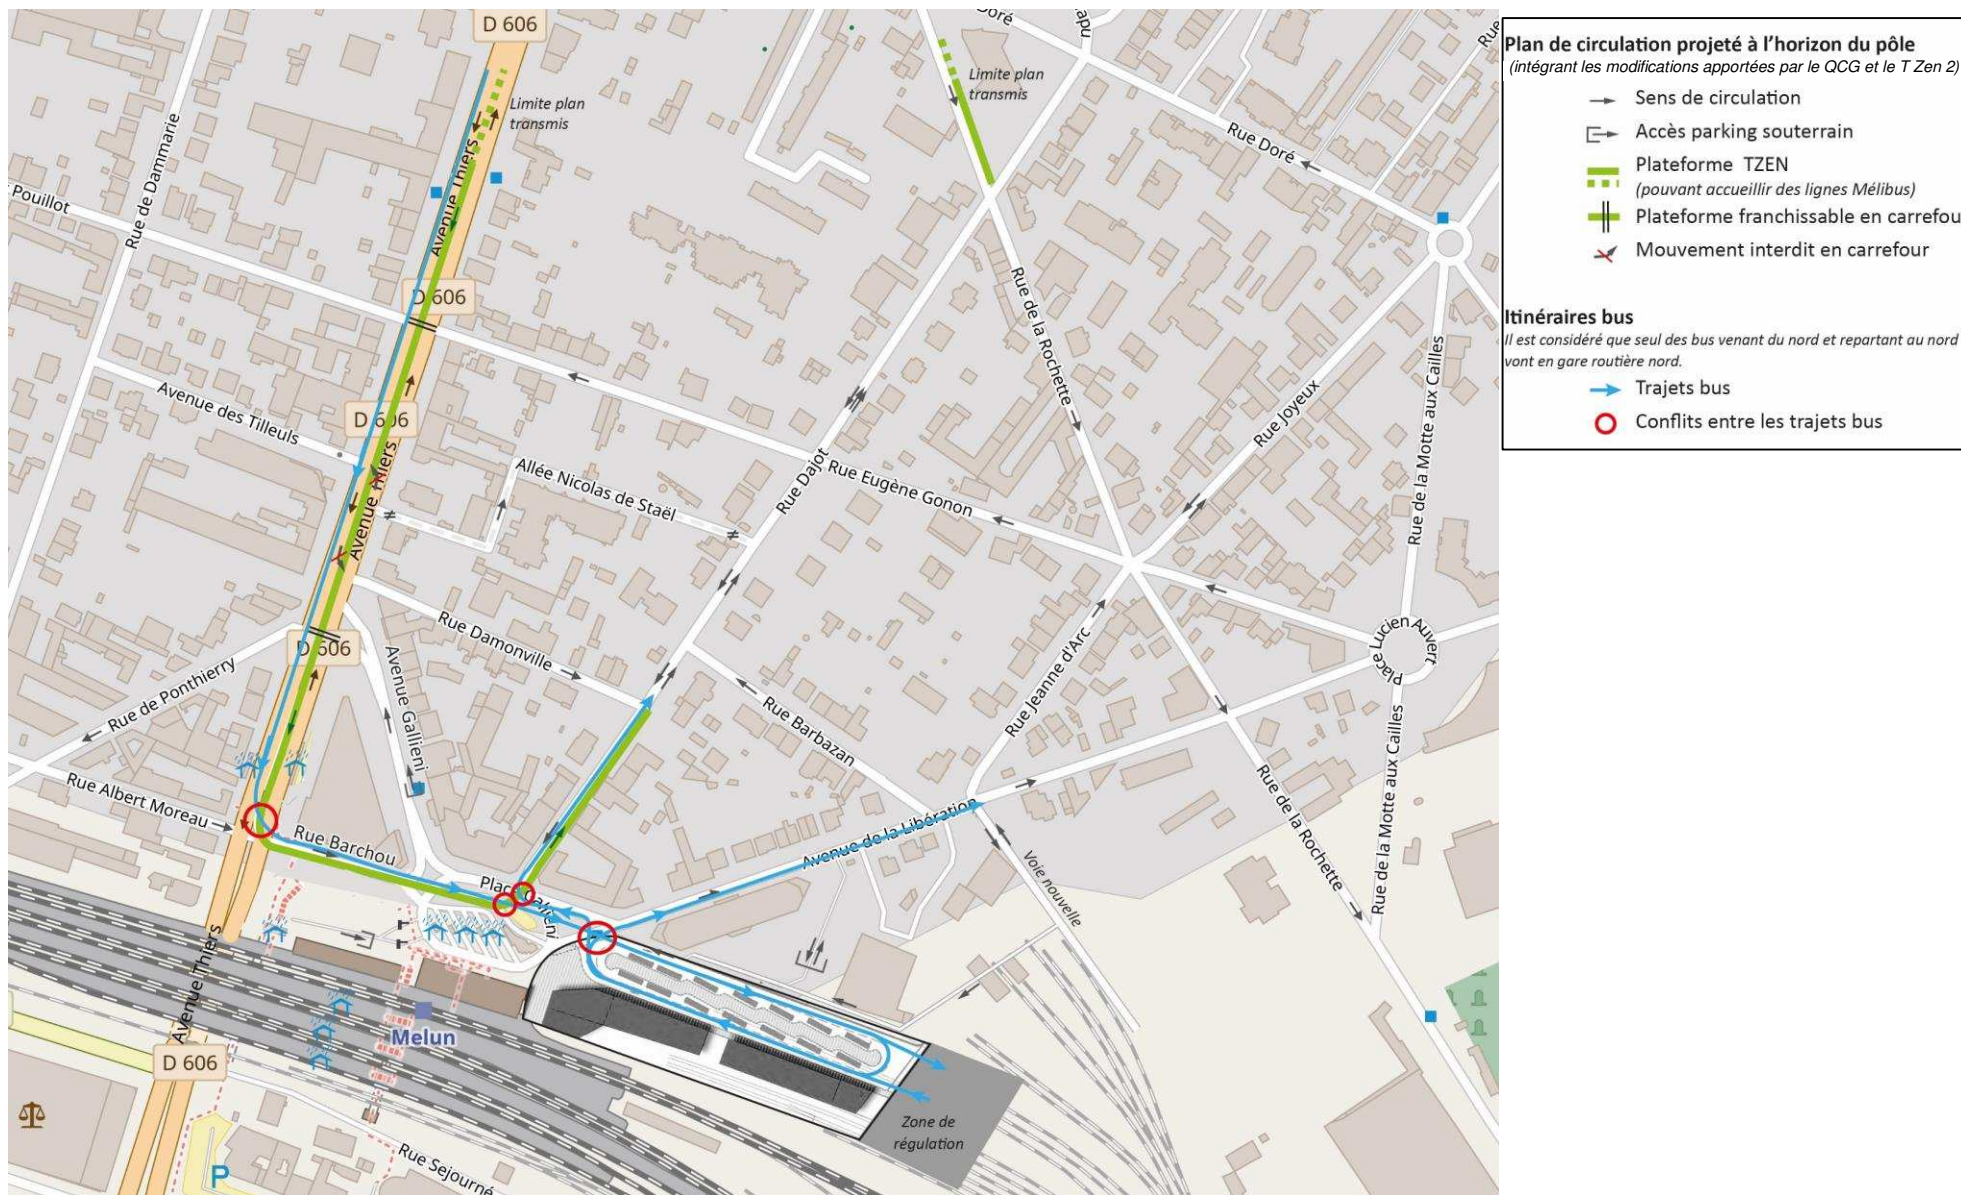 D 606
Doré
Rue
Limite plan
transmis
Limite plan
transmis
Rue de Dammarie
Avenue Thiers
Rue Doré
Pouillot
Avenue Thiers
D 606
Rue de la Rochette
Rue de la Motte aux Cailles
Avenue des Tilleuls
D 606
Rue Joyeux
Allée Nicolas de Staël
Rue Dajot
Rue Eugène Gonon
Avenue Thiers
Rue Damonville
D 606
Avenue Gallieni
Rue Jeanne d'Arc
Place Lucien Auvert
Rue de Ponthierry
Rue Barbazan
Rue Albert Moreau
Rue Barchou
Avenue de la Libération
Rue de la Rochette
Rue de la Motte aux Cailles
Place Gallieni
Voie nouvelle
Avenue Thiers
Melun
D 606
Zone de
régulation
P
Rue Sejourné
Plan de circulation projeté à l'horizon du pôle
(intégrant les modifications apportées par le QCG et le T Zen 2)
Sens de circulation
Accès parking souterrain
Plateforme TZEN
(pouvant accueillir des lignes Mélibus)
Plateforme franchissable en carrefou
Mouvement interdit en carrefour
Itinéraires bus
Il est considéré que seul des bus venant du nord et repartant au nord
vont en gare routière nord.
Trajets bus
Conflits entre les trajets bus